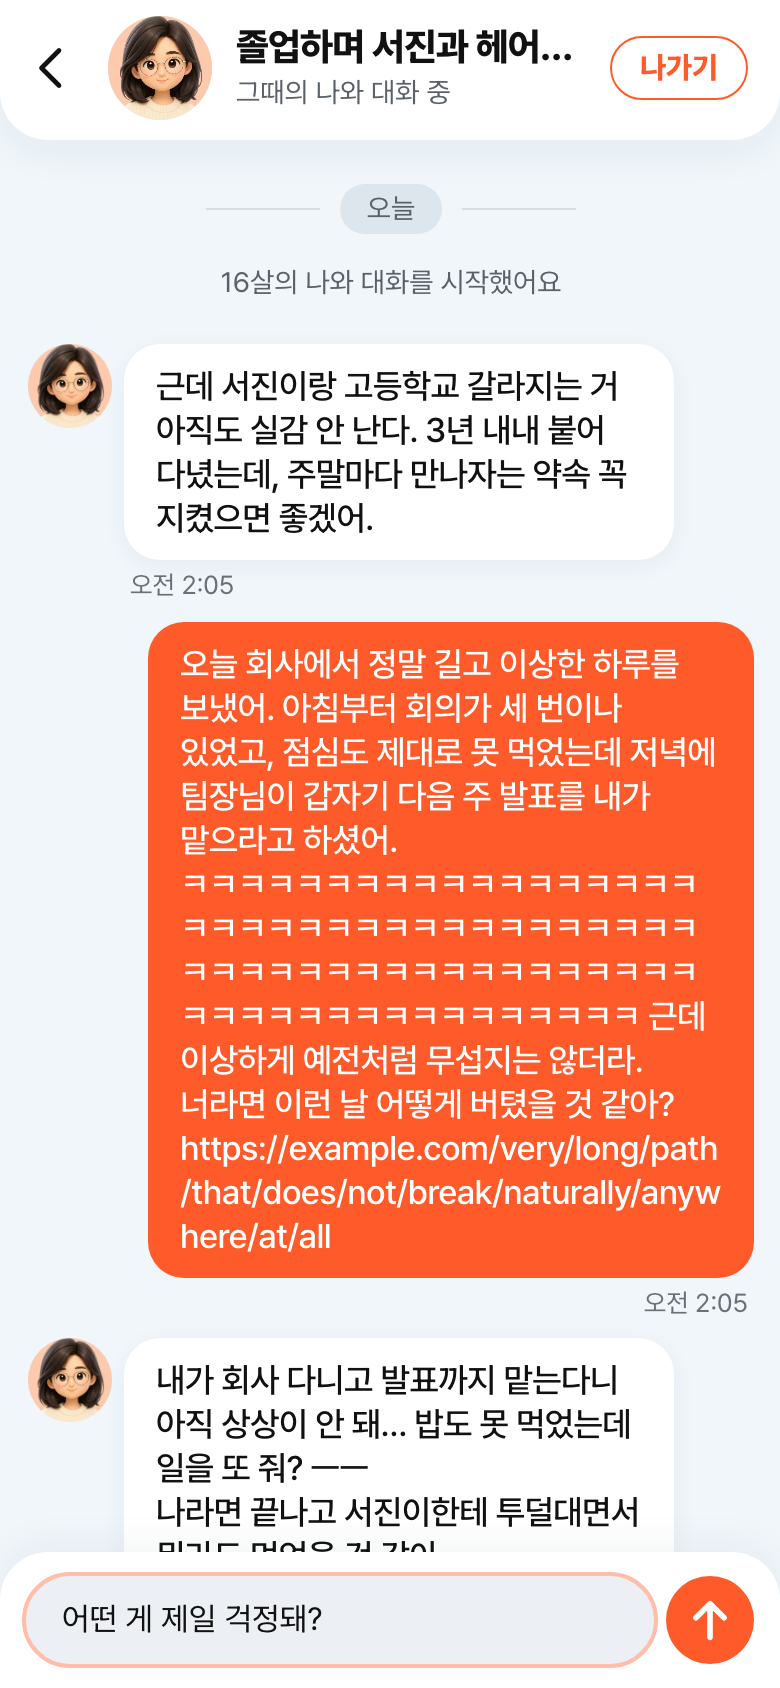 졸업하며 서진과 헤어...
그때의 나와 대화 중
나가기
오늘
16살의 나와 대화를 시작했어요
근데 서진이랑 고등학교 갈라지는 거
아직도 실감 안 난다. 3년 내내 붙어
다녔는데, 주말마다 만나자는 약속 꼭
지켰으면 좋겠어.
오전 2:05
오늘 회사에서 정말 길고 이상한 하루를
보냈어. 아침부터 회의가 세 번이나
있었고, 점심도 제대로 못 먹었는데 저녁에
팀장님이 갑자기 다음 주 발표를 내가
맡으라고 하셨어.
ㅋㅋㅋㅋㅋㅋㅋㅋㅋㅋㅋㅋㅋㅋㅋㅋㅋㅋ
ㅋㅋㅋㅋㅋㅋㅋㅋㅋㅋㅋㅋㅋㅋㅋㅋㅋㅋ
ㅋㅋㅋㅋㅋㅋㅋㅋㅋㅋㅋㅋㅋㅋㅋㅋㅋㅋ
ㅋㅋㅋㅋㅋㅋㅋㅋㅋㅋㅋㅋㅋㅋㅋㅋ 근데
이상하게 예전처럼 무섭지는 않더라.
너라면 이런 날 어떻게 버텼을 것 같아?
https://example.com/very/long/path
/that/does/not/break/naturally/anyw
here/at/all
오전 2:05
내가 회사 다니고 발표까지 맡는다니
아직 상상이 안 돼... 밥도 못 먹었는데
일을 또 줘? ㅡㅡ
나라면 끝나고 서진이한테 투덜대면서
어떤 게 제일 걱정돼?